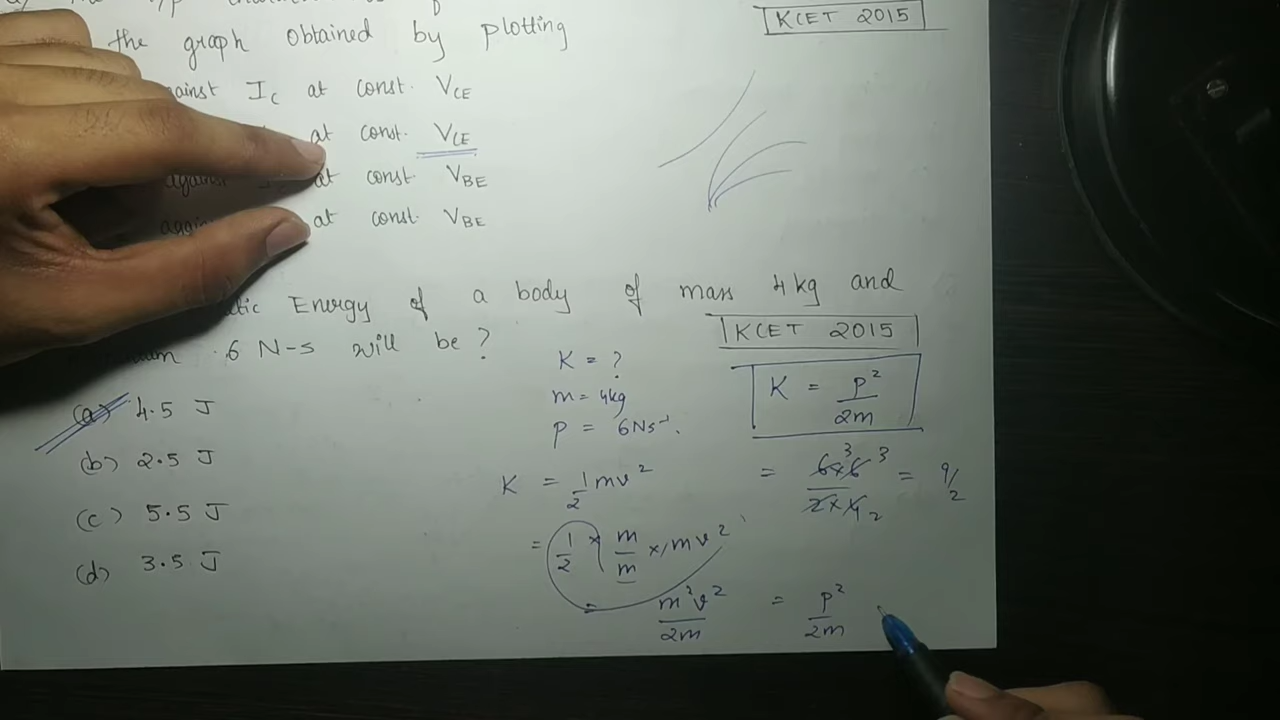 KCET 2015
the graph obtained by plotting
I_C at const. V_CE
at const. V_CE
against at const. V_BE
at const. V_BE
Energy of a body of mass 4kg and
KCET 2015
6 N-s will be?
(a) 4.5 J
(b) 2.5 J
(c) 5.5 J
(d) 3.5 J
K = ?
m = 4kg
P = 6Ns⁻¹.
K = 1/2 mv²
= 1/2 × m/m × mv²
= m²v²/2m = P²/2m
K = P²/2m
= 6×6/2×4 = 9/2